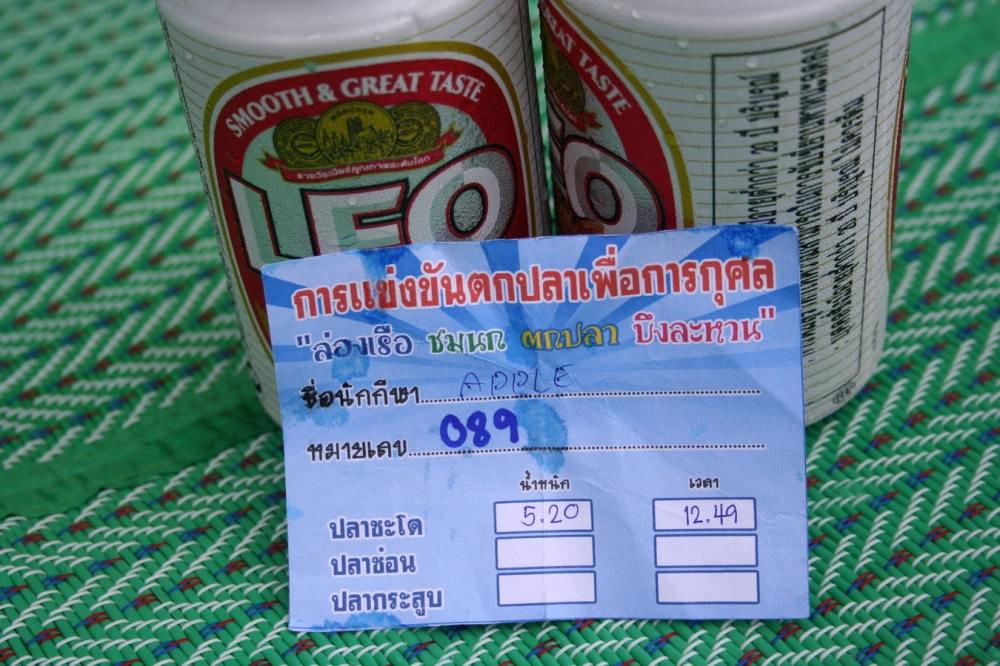 SMOOTH & GREAT TASTE
LEO
GREAT TASTE
การแข่งขันตกปลาเพื่อการกุศล
"ล่องเรือ ชมนก ตกปลา บึงละหาน"
ชื่อนักกีฬา APPLE
หมายเลข 089
น้ำหนัก เวลา
ปลาชะโด 5.20 12.49
ปลาช่อน
ปลากระสูบ